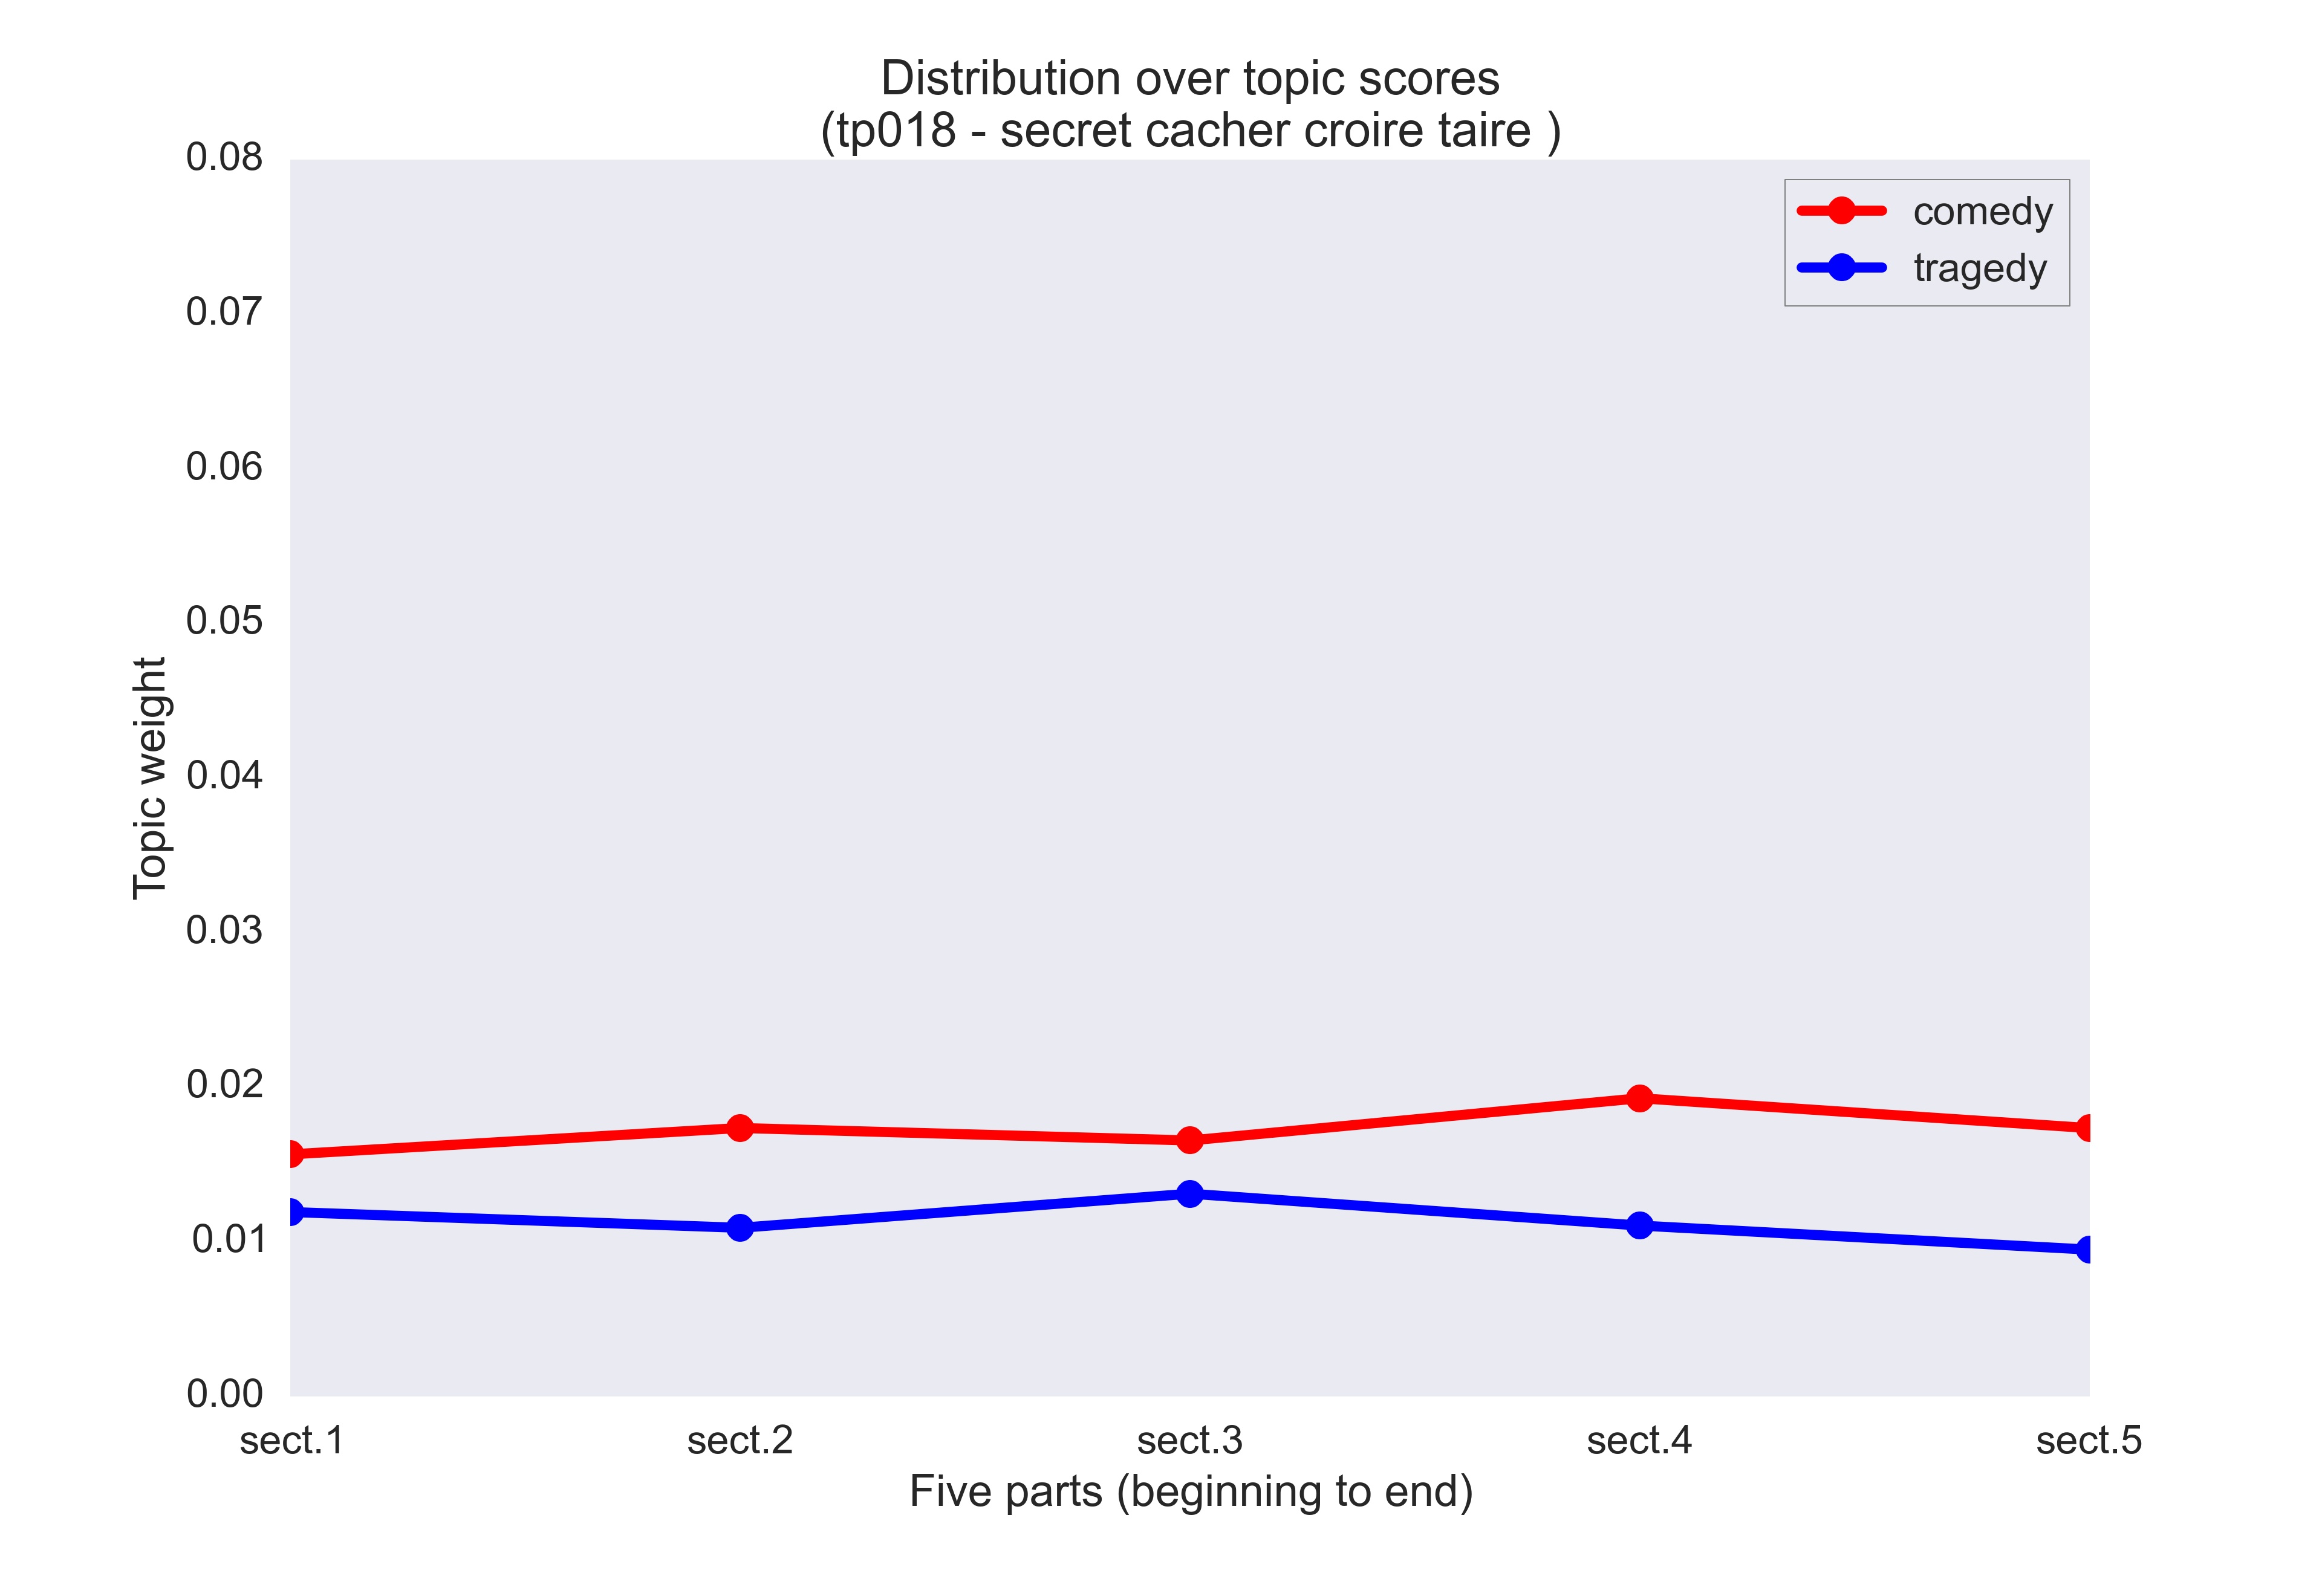 Distribution over topic scores
(tp018 - secret cacher croire taire )
comedy
tragedy
Topic weight
0.08
0.07
0.06
0.05
0.04
0.03
0.02
0.01
0.00
sect.1 sect.2 sect.3 sect.4 sect.5
Five parts (beginning to end)